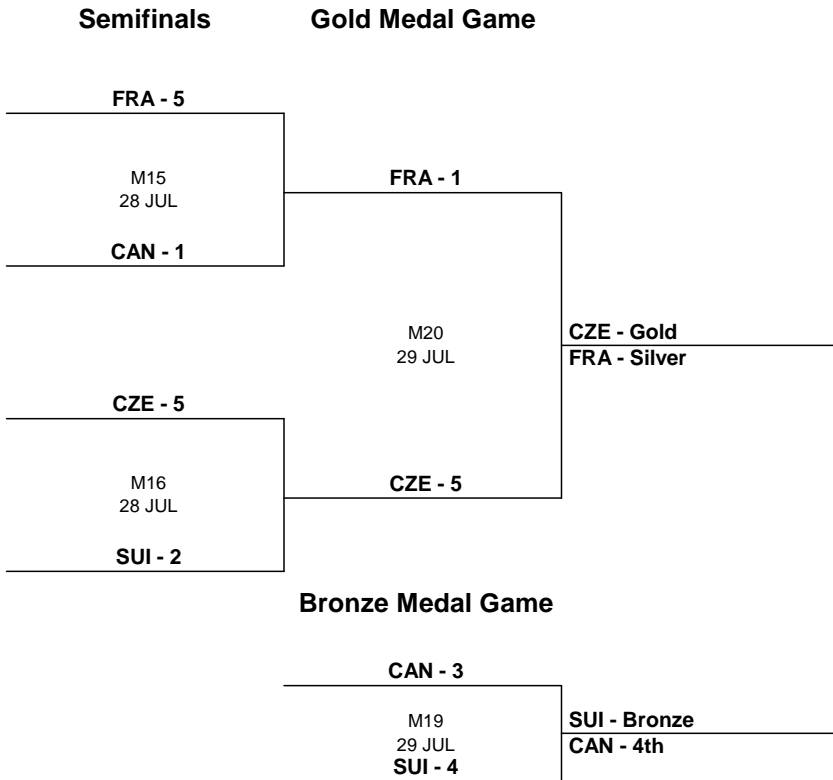 Semifinals
Gold Medal Game
FRA - 5
M15
28 JUL
FRA - 1
CAN - 1
M20
29 JUL
CZE - Gold
FRA - Silver
CZE - 5
M16
28 JUL
CZE - 5
SUI - 2
Bronze Medal Game
CAN - 3
M19
29 JUL
SUI - Bronze
CAN - 4th
SUI - 4